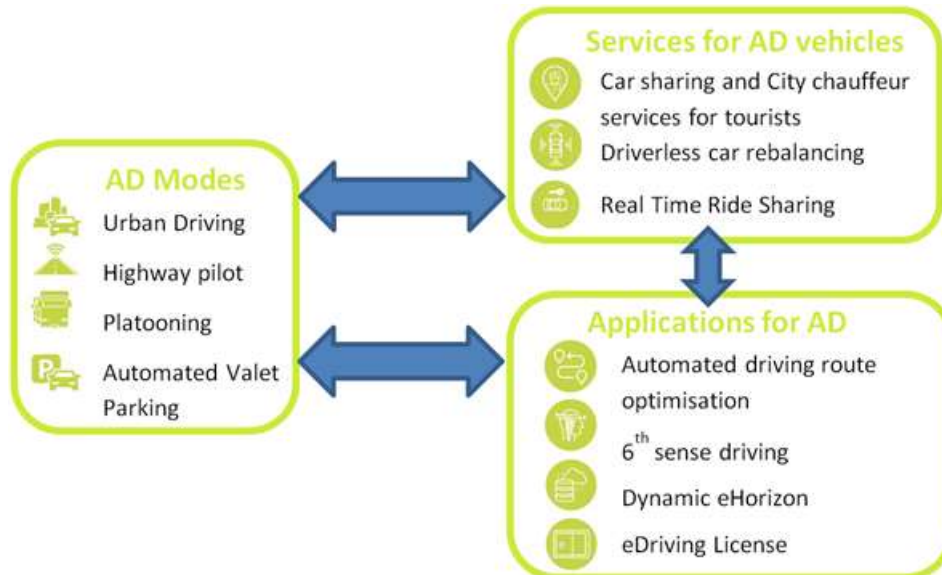 AD Modes
Urban Driving
Highway pilot
Platooning
P
Automated Valet
Parking
Services for AD vehicles
Car sharing and City chauffeur
services for tourists
Driverless car rebalancing
Real Time Ride Sharing
Applications for AD
Automated driving route
optimisation
6th sense driving
Dynamic eHorizon
eDriving License